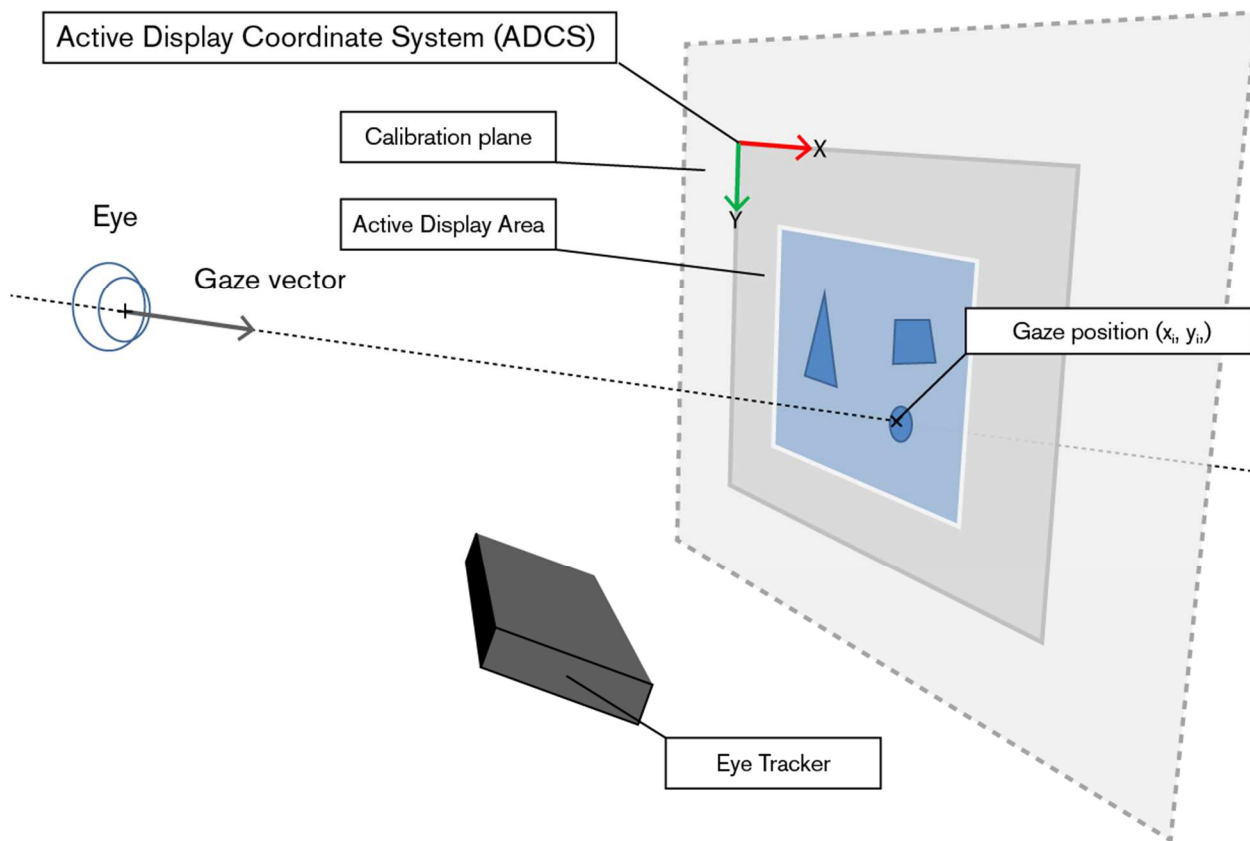 Active Display Coordinate System (ADCS)
Calibration plane
X
Active Display Area
Y
Eye
Gaze vector
Gaze position (xᵢ, yᵢ,)
Eye Tracker